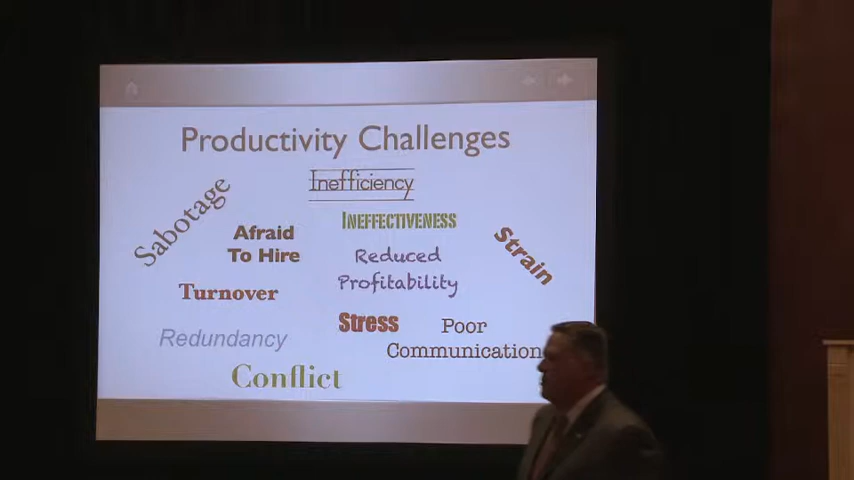 Productivity Challenges
Inefficiency
Sabotage
INEFFECTIVENESS
Afraid
To Hire
Strain
Reduced
Profitability
Turnover
Stress
Poor
Communication
Redundancy
Conflict